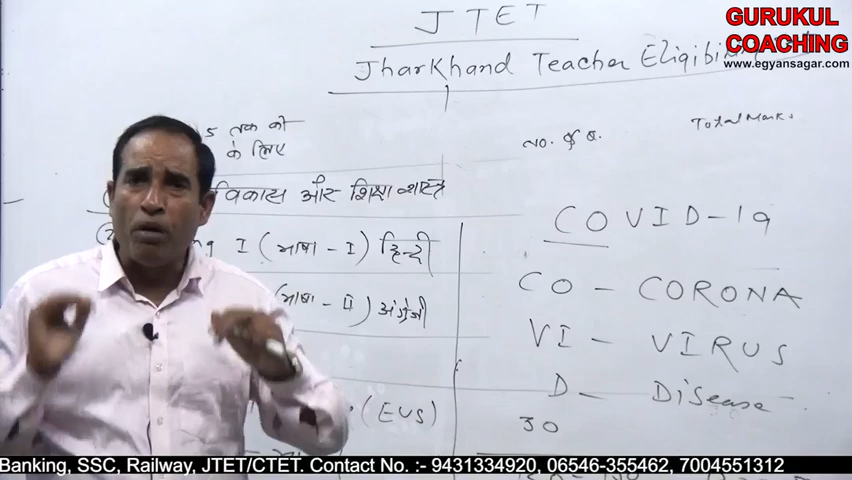 GURUKUL
COACHING
www.egyansagar.com
JTET
Jharkhand Teacher
5 तक को
के लिए
No. of Q.
Total Marks
विकास और शिक्षा शास्त्र
I (भाषा - I) हिन्दी
(भाषा - II) अंग्रेजी
(EVS)
COVID-19
CO - CORONA
VI - VIRUS
D - Disease
30
Banking, SSC, Railway, JTET/CTET. Contact No. :- 9431334920, 06546-355462, 7004551312